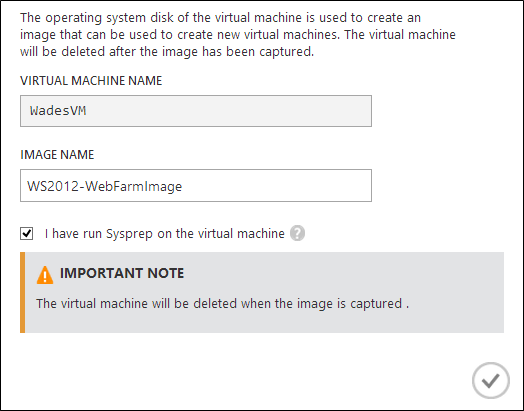 The operating system disk of the virtual machine is used to create an
image that can be used to create new virtual machines. The virtual machine
will be deleted after the image has been captured.
VIRTUAL MACHINE NAME
WadesVM
IMAGE NAME
WS2012-WebFarmImage
I have run Sysprep on the virtual machine ?
IMPORTANT NOTE
The virtual machine will be deleted when the image is captured .